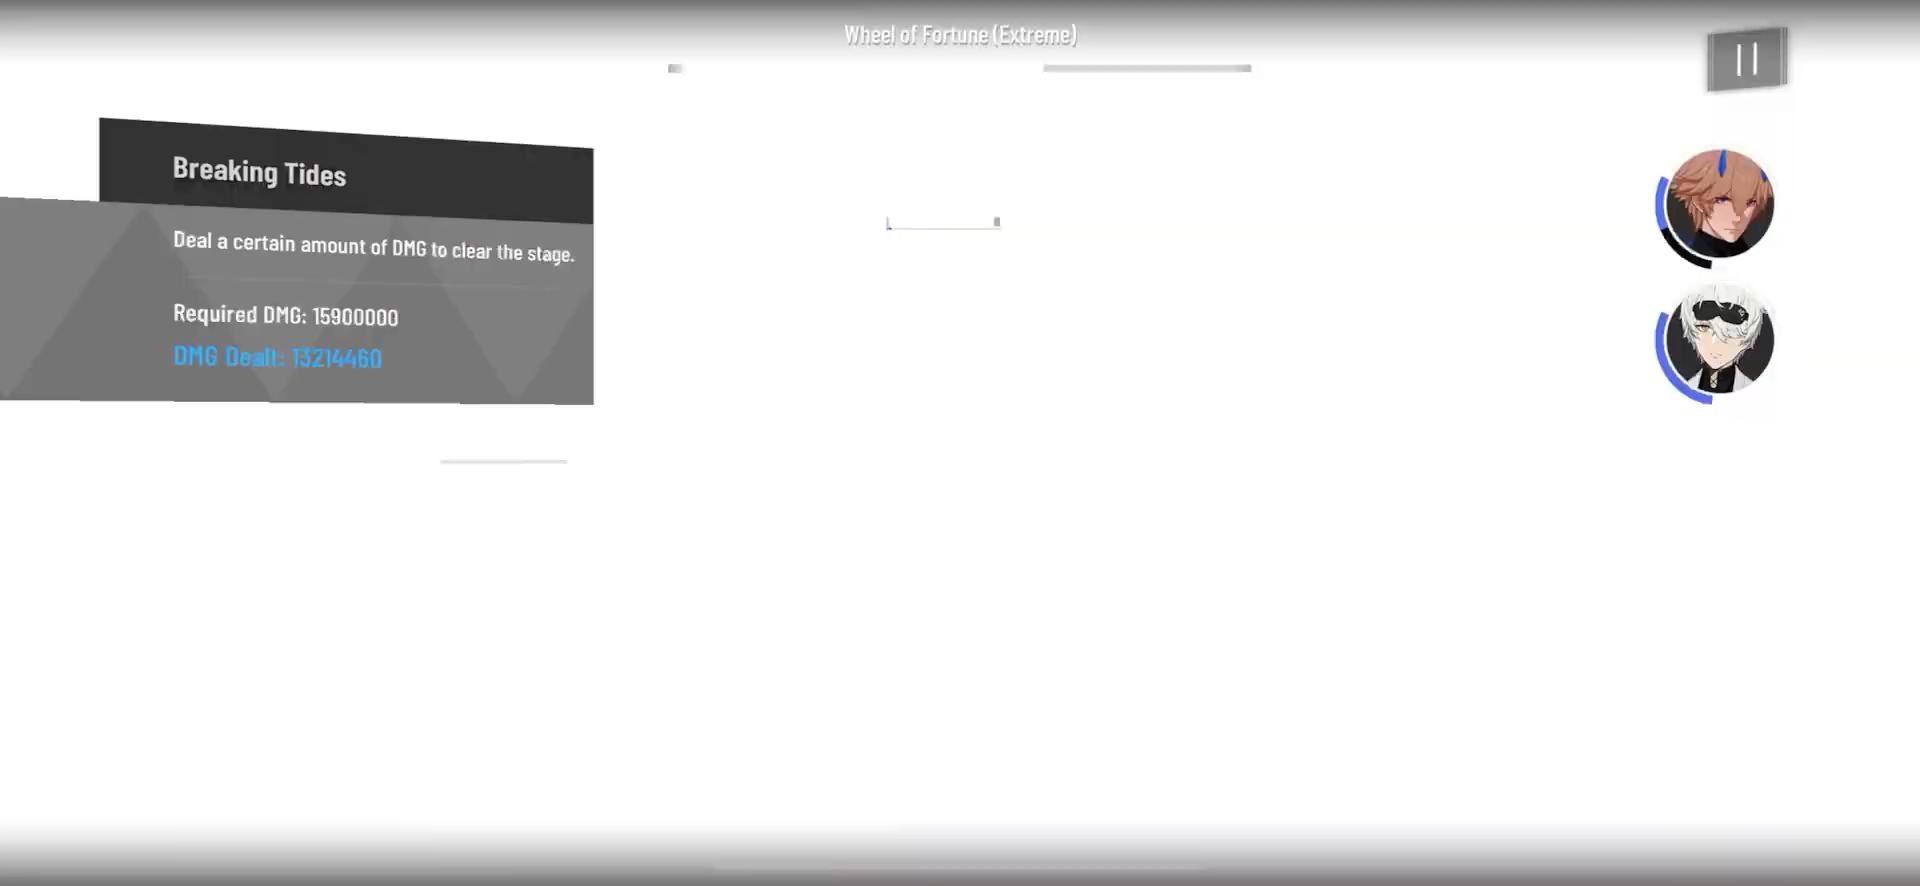 Wheel of Fortune (Extreme)
Breaking Tides
Deal a certain amount of DMG to clear the stage.
Required DMG: 15900000
DMG Dealt: 13214460